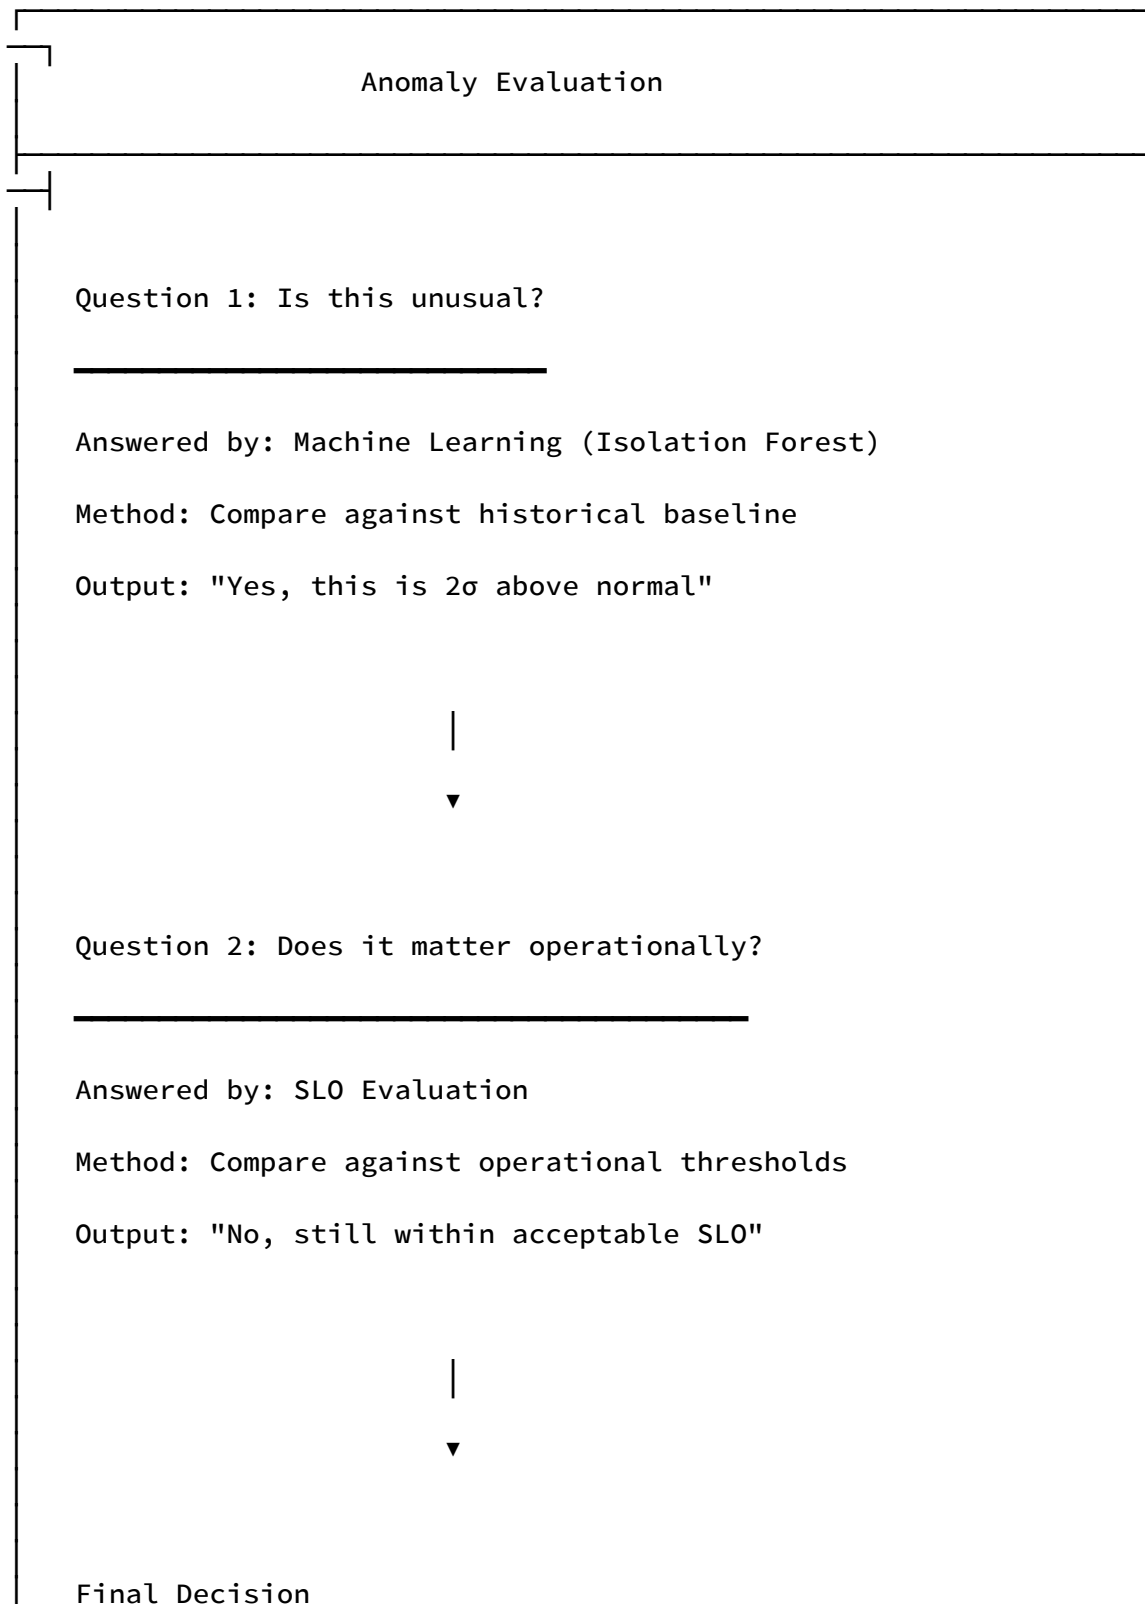 Anomaly Evaluation
Question 1: Is this unusual?
Answered by: Machine Learning (Isolation Forest)
Method: Compare against historical baseline
Output: "Yes, this is 2σ above normal"
▼
Question 2: Does it matter operationally?
Answered by: SLO Evaluation
Method: Compare against operational thresholds
Output: "No, still within acceptable SLO"
▼
Final Decision